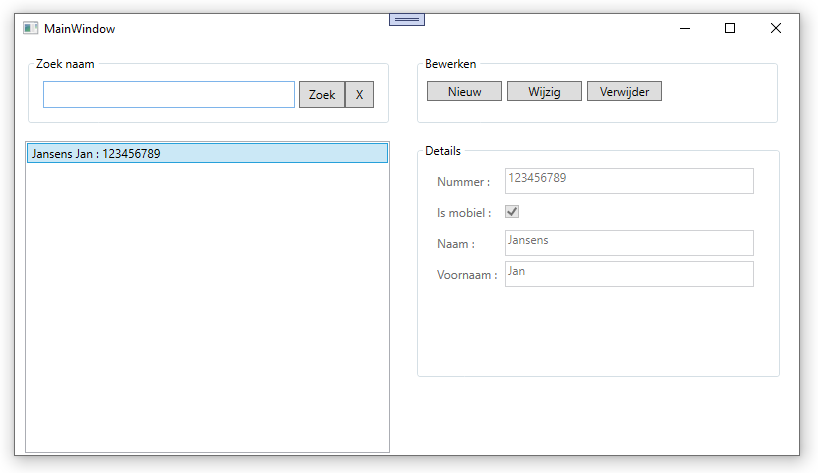 MainWindow
Zoek naam
Zoek X
Jansens Jan : 123456789
Bewerken
Nieuw Wijzig Verwijder
Details
Nummer : 123456789
Is mobiel :
Naam : Jansens
Voornaam : Jan